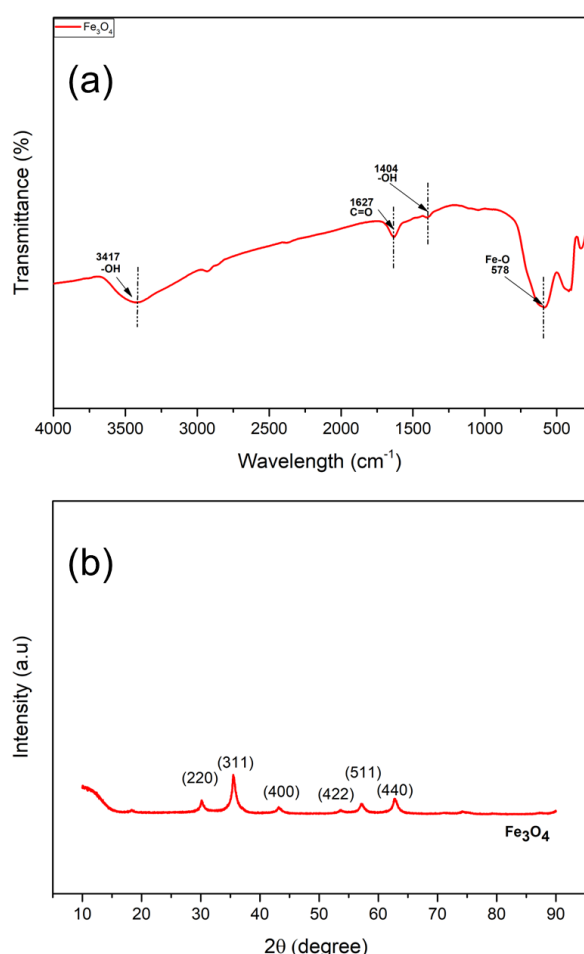 Fe₃O₄
(a)
Transmittance (%)
3417
-OH
1627
C=O
1404
-OH
Fe-O
578
4000 3500 3000 2500 2000 1500 1000 500
Wavelength (cm⁻¹)
(b)
Intensity (a.u)
(220)
(311)
(400)
(422)
(511)
(440)
Fe₃O₄
10 20 30 40 50 60 70 80 90
2θ (degree)